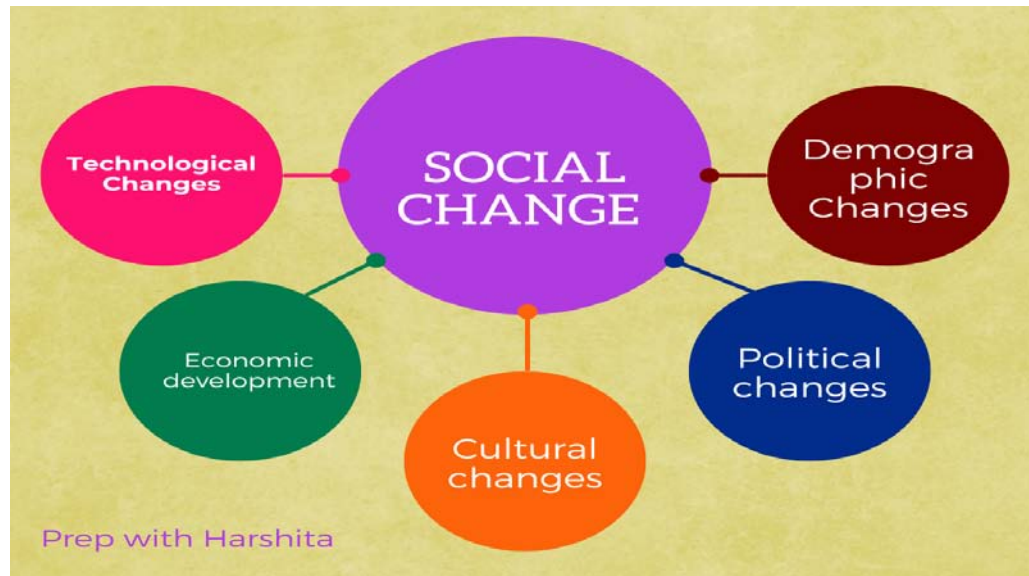 SOCIAL
CHANGE
Technological
Changes
Economic
development
Cultural
changes
Political
changes
Demogra
phic
Changes
Prep with Harshita